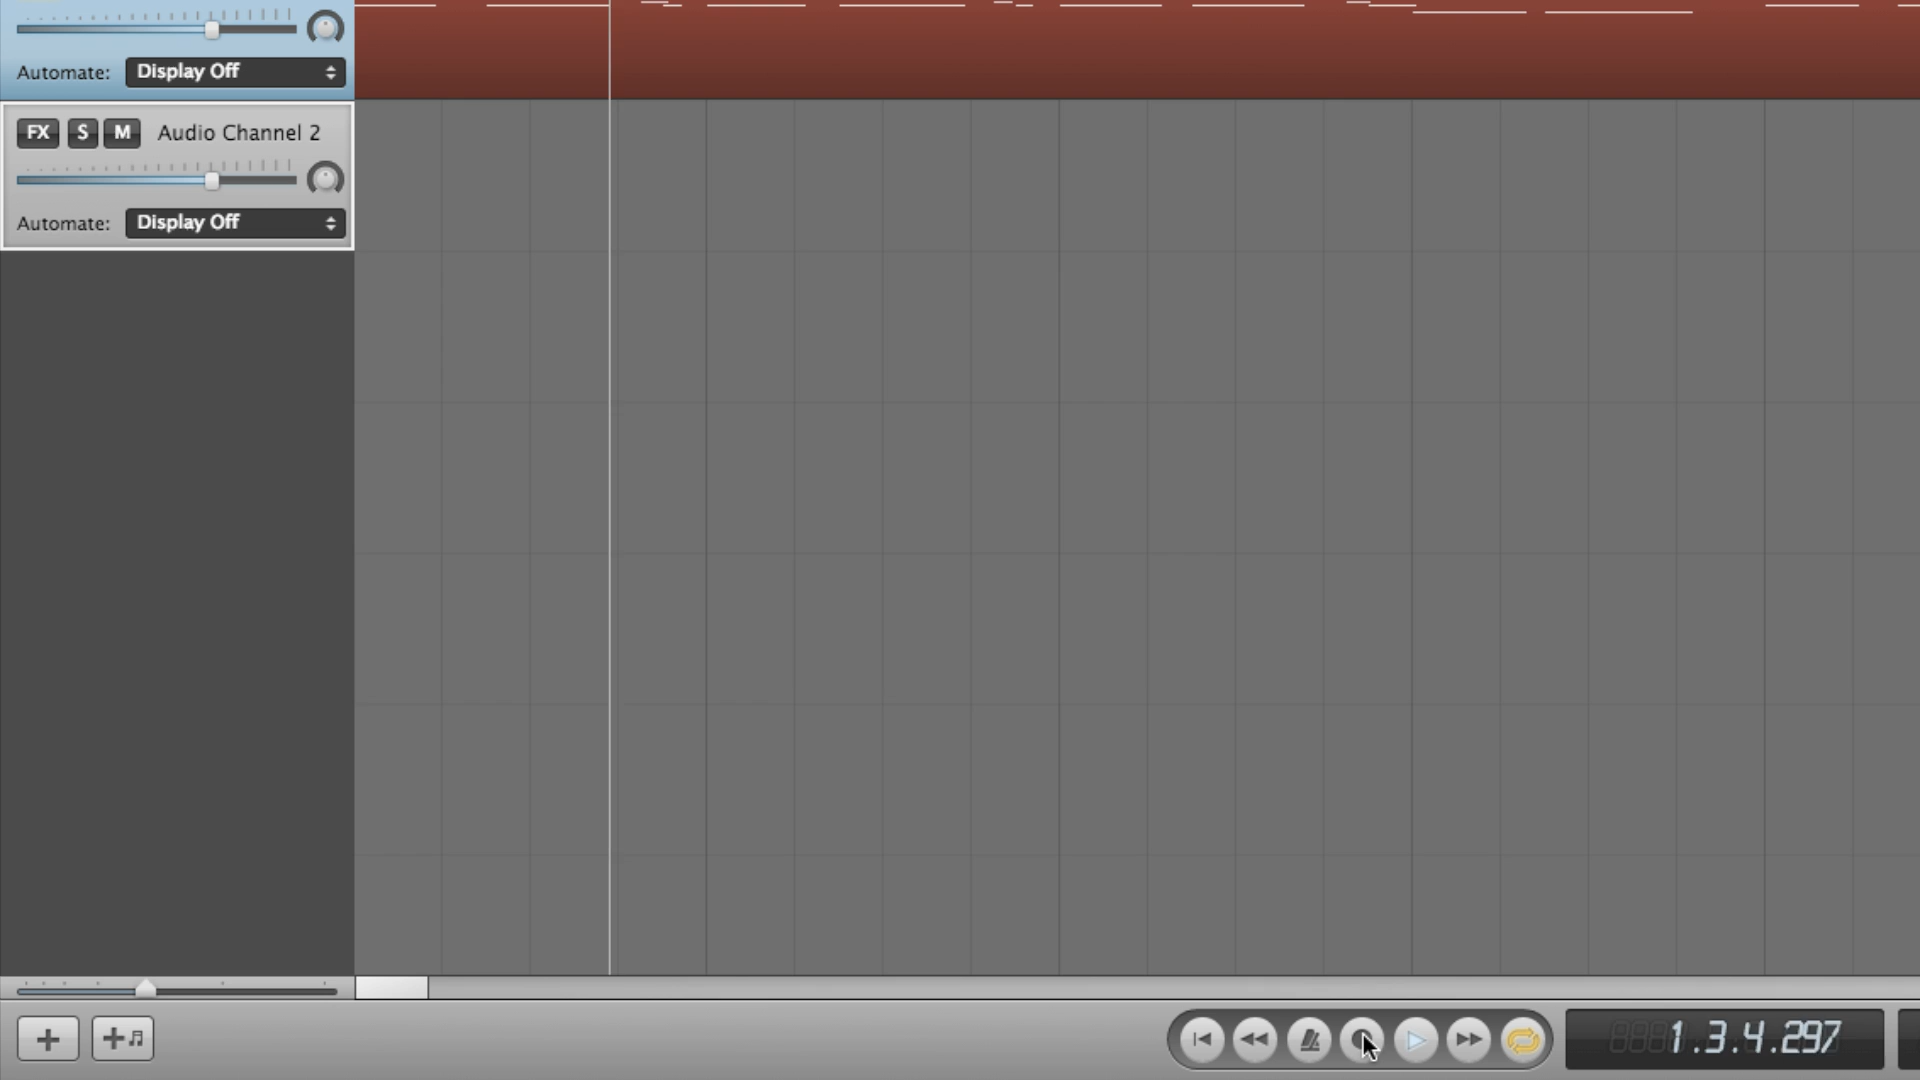 Automate: Display Off
FX S M Audio Channel 2
Automate: Display Off
1.3.4.297